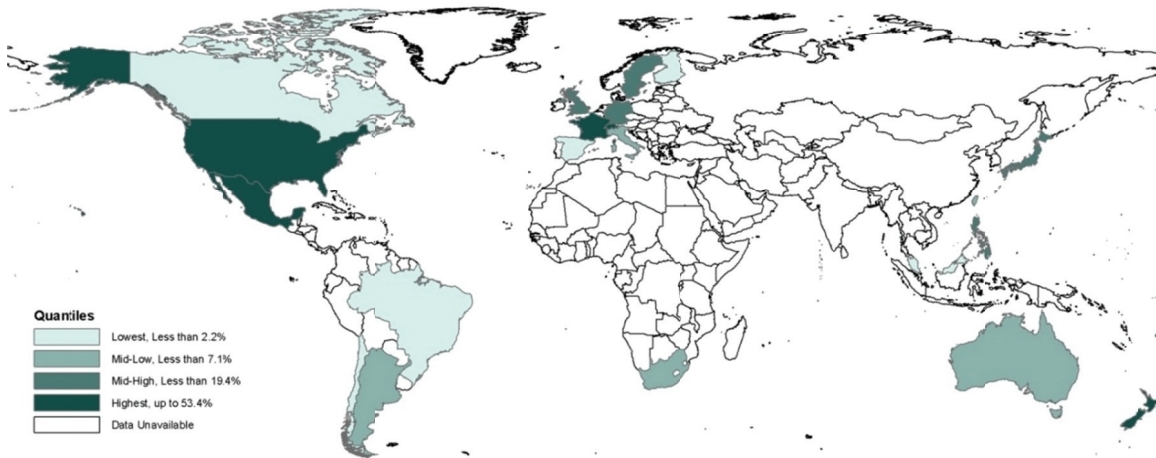 Quantiles
Lowest, Less than 2.2%
Mid-Low, Less than 7.1%
Mid-High, Less than 19.4%
Highest, up to 53.4%
Data Unavailable